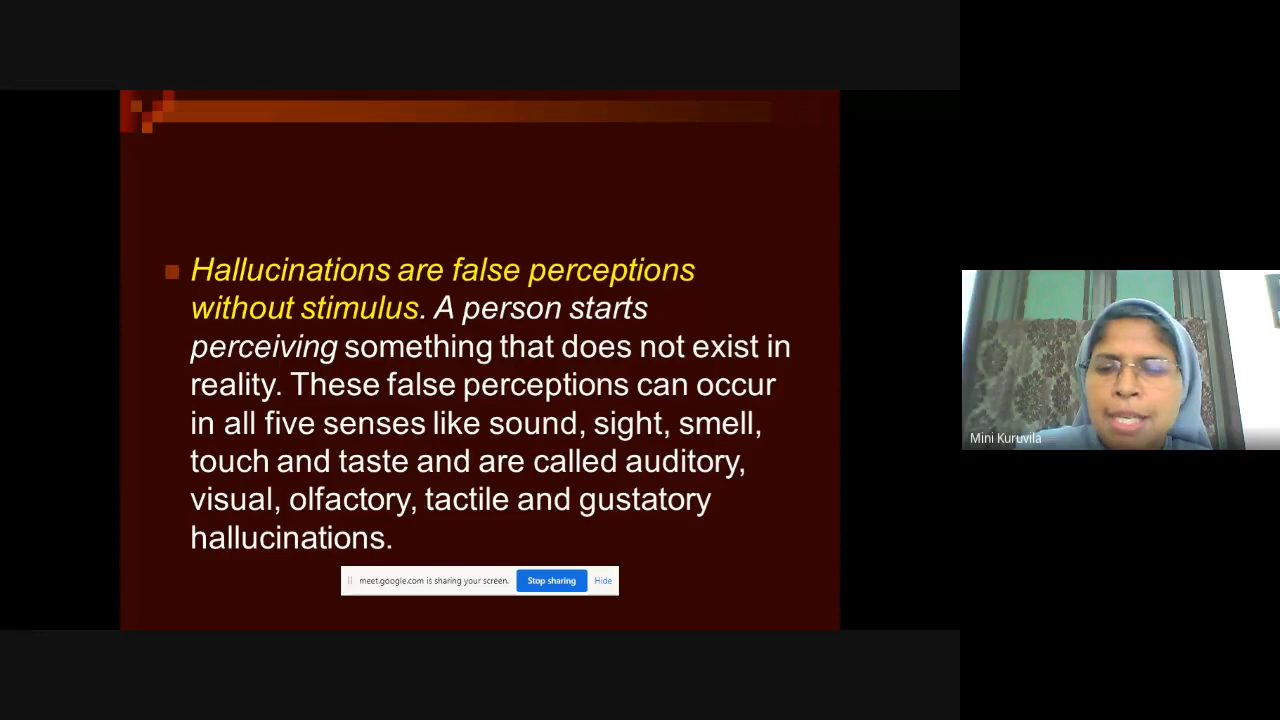 Hallucinations are false perceptions
without stimulus. A person starts
perceiving something that does not exist in
reality. These false perceptions can occur
in all five senses like sound, sight, smell,
touch and taste and are called auditory,
visual, olfactory, tactile and gustatory
hallucinations.
meet.google.com is sharing your screen. Stop sharing Hide
Mini Kuruvila